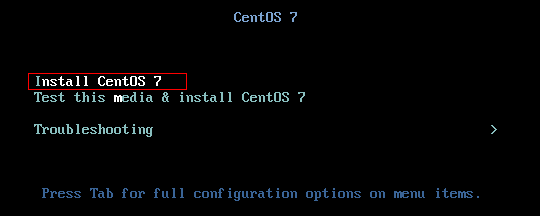 CentOS 7
Install CentOS 7
Test this media & install CentOS 7
Troubleshooting >
Press Tab for full configuration options on menu items.